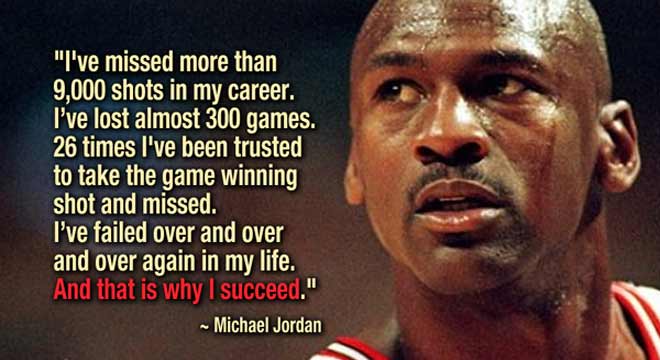 "I've missed more than
9,000 shots in my career.
I've lost almost 300 games.
26 times I've been trusted
to take the game winning
shot and missed.
I've failed over and over
and over again in my life.
And that is why I succeed."
~ Michael Jordan